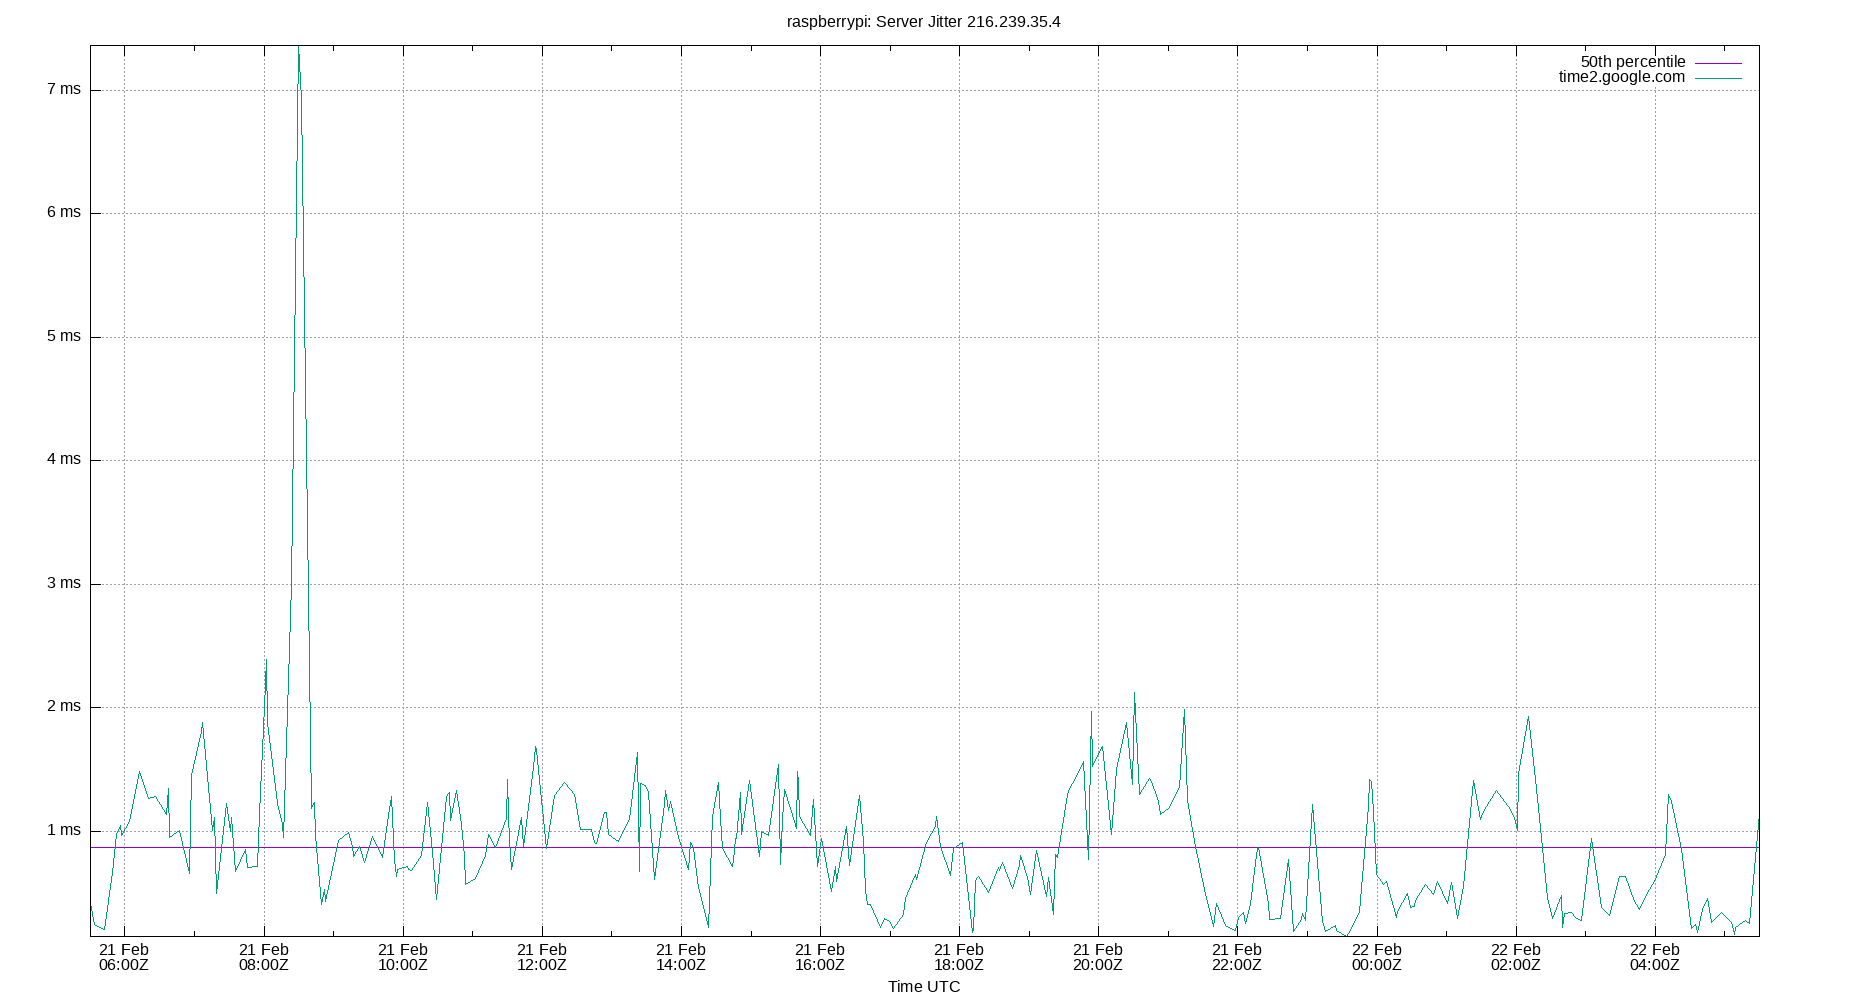 raspberrypi: Server Jitter 216.239.35.4
50th percentile
time2.google.com
7 ms
6 ms
5 ms
4 ms
3 ms
2 ms
1 ms
21 Feb 21 Feb 21 Feb 21 Feb 21 Feb 21 Feb 21 Feb 21 Feb 21 Feb 22 Feb 22 Feb 22 Feb
06:00Z 08:00Z 10:00Z 12:00Z 14:00Z 16:00Z 18:00Z 20:00Z 22:00Z 00:00Z 02:00Z 04:00Z
Time UTC